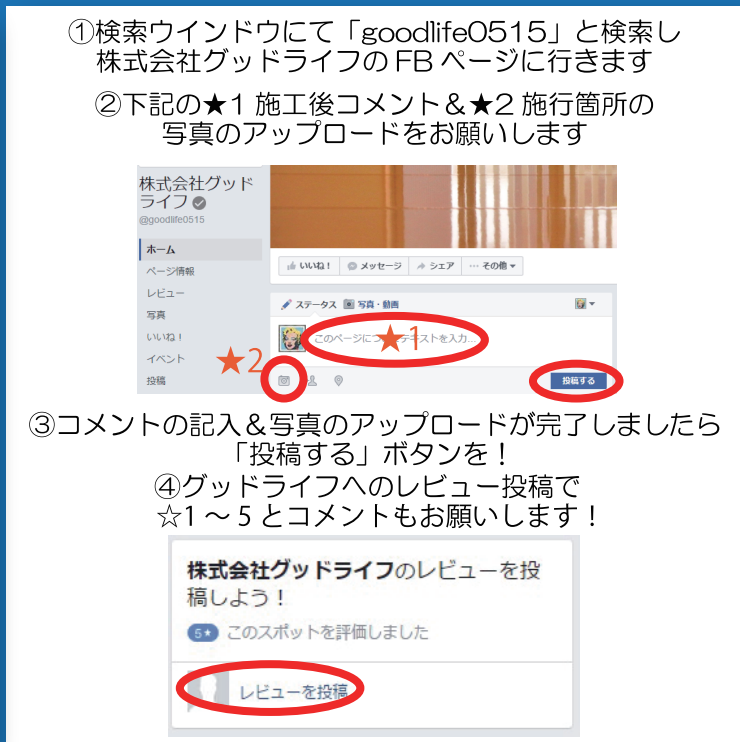 ①検索ウインドウにて「goodlife0515」と検索し
株式会社グッドライフの FB ページに行きます
②下記の★1 施工後コメント＆★2 施行箇所の
写真のアップロードをお願いします
株式会社グッド
ライフ
@goodlife0515
ホーム
ページ情報
レビュー
写真
いいね！
イベント
投稿
いいね！ メッセージ シェア … その他
ステータス 写真・動画
このページに テキストを入力...
★1
★2
投稿する
③コメントの記入＆写真のアップロードが完了しましたら
「投稿する」ボタンを！
④グッドライフへのレビュー投稿で
☆1 〜 5 とコメントもお願いします！
株式会社グッドライフのレビューを投
稿しよう！
5★ このスポットを評価しました
レビューを投稿